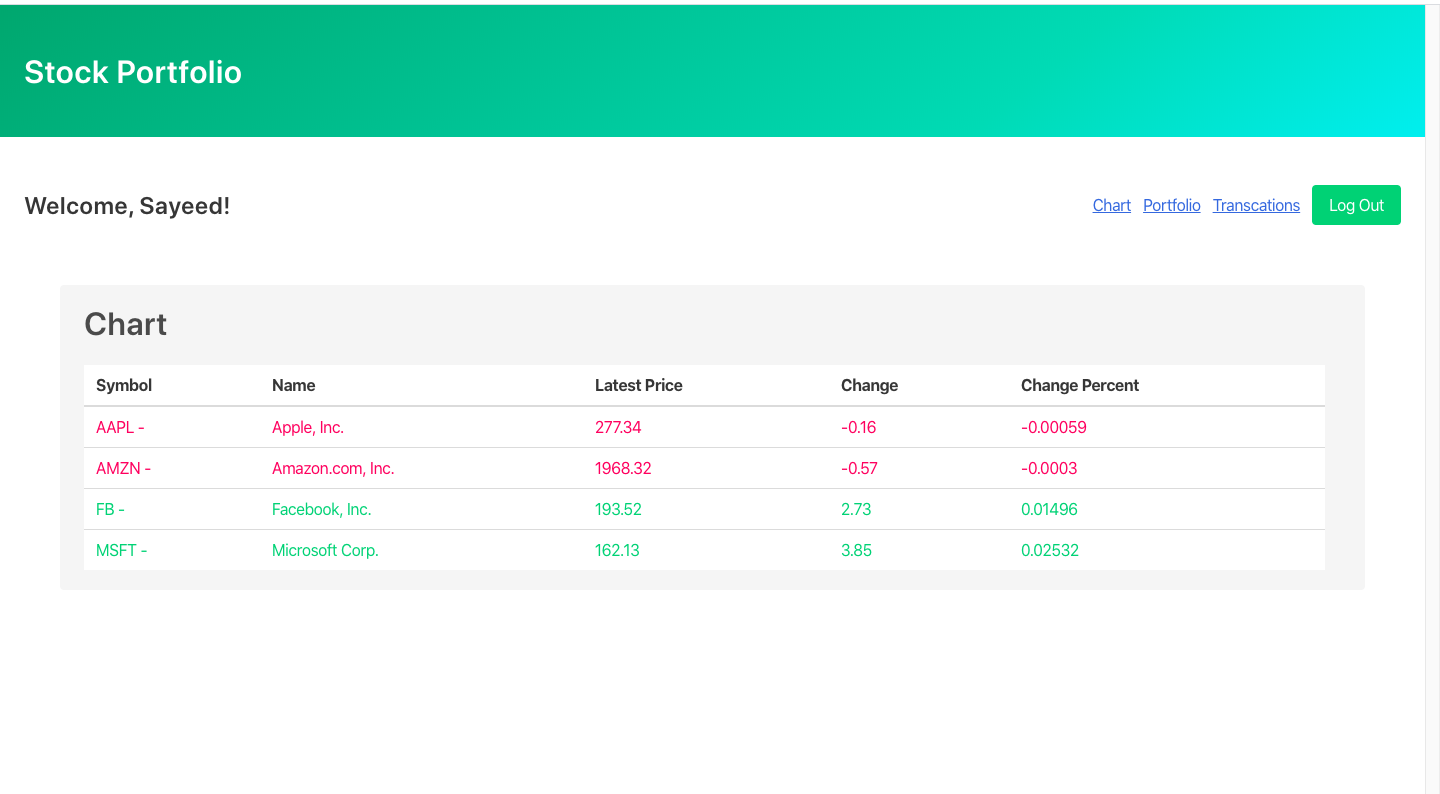 Stock Portfolio
Welcome, Sayeed!
Chart Portfolio Transcations Log Out
Chart
Symbol Name Latest Price Change Change Percent
AAPL - Apple, Inc. 277.34 -0.16 -0.00059
AMZN - Amazon.com, Inc. 1968.32 -0.57 -0.0003
FB - Facebook, Inc. 193.52 2.73 0.01496
MSFT - Microsoft Corp. 162.13 3.85 0.02532